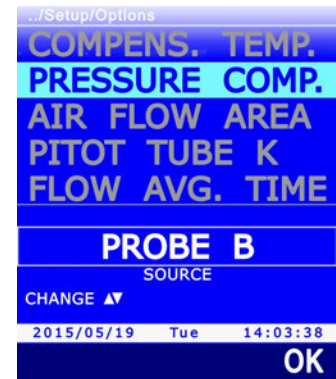 ../Setup/Options
COMPENS. TEMP.
PRESSURE COMP.
AIR FLOW AREA
PITOT TUBE K
FLOW AVG. TIME
PROBE B
SOURCE
CHANGE ▲▼
2015/05/19 Tue 14:03:38
OK